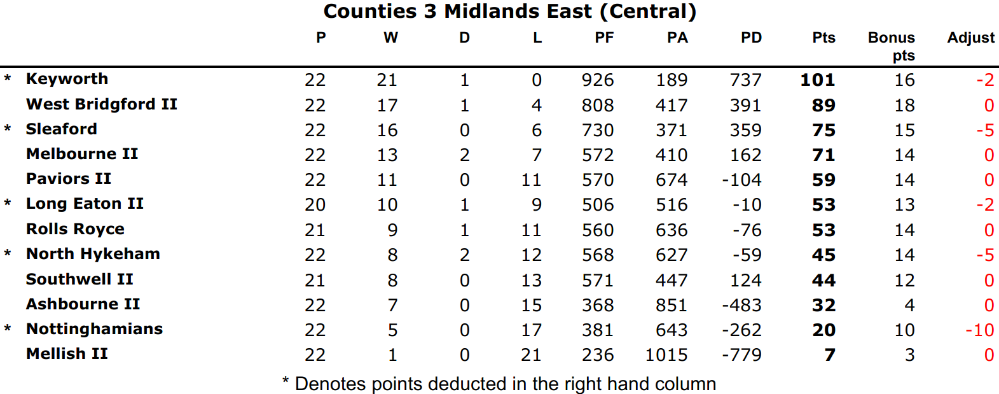 Counties 3 Midlands East (Central)
P W D L PF PA PD Pts Bonus pts Adjust
* Keyworth 22 21 1 0 926 189 737 101 16 -2
West Bridgford II 22 17 1 4 808 417 391 89 18 0
* Sleaford 22 16 0 6 730 371 359 75 15 -5
Melbourne II 22 13 2 7 572 410 162 71 14 0
Paviors II 22 11 0 11 570 674 -104 59 14 0
* Long Eaton II 20 10 1 9 506 516 -10 53 13 -2
Rolls Royce 21 9 1 11 560 636 -76 53 14 0
* North Hykeham 22 8 2 12 568 627 -59 45 14 -5
Southwell II 21 8 0 13 571 447 124 44 12 0
Ashbourne II 22 7 0 15 368 851 -483 32 4 0
* Nottinghamians 22 5 0 17 381 643 -262 20 10 -10
Mellish II 22 1 0 21 236 1015 -779 7 3 0
* Denotes points deducted in the right hand column